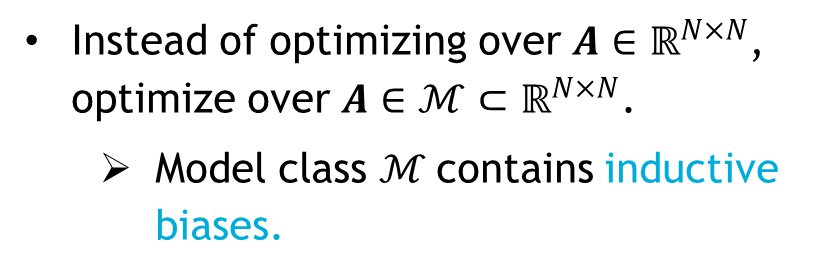 • Instead of optimizing over 𝑨 ∈ ℝ^{N×N},
optimize over 𝑨 ∈ ℳ ⊂ ℝ^{N×N}.
➢ Model class ℳ contains inductive
biases.